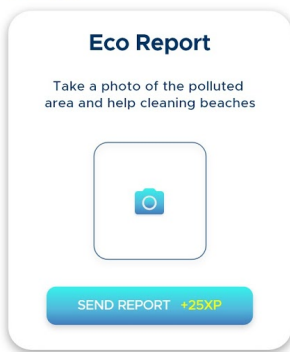 Eco Report
Take a photo of the polluted
area and help cleaning beaches
SEND REPORT +25XP